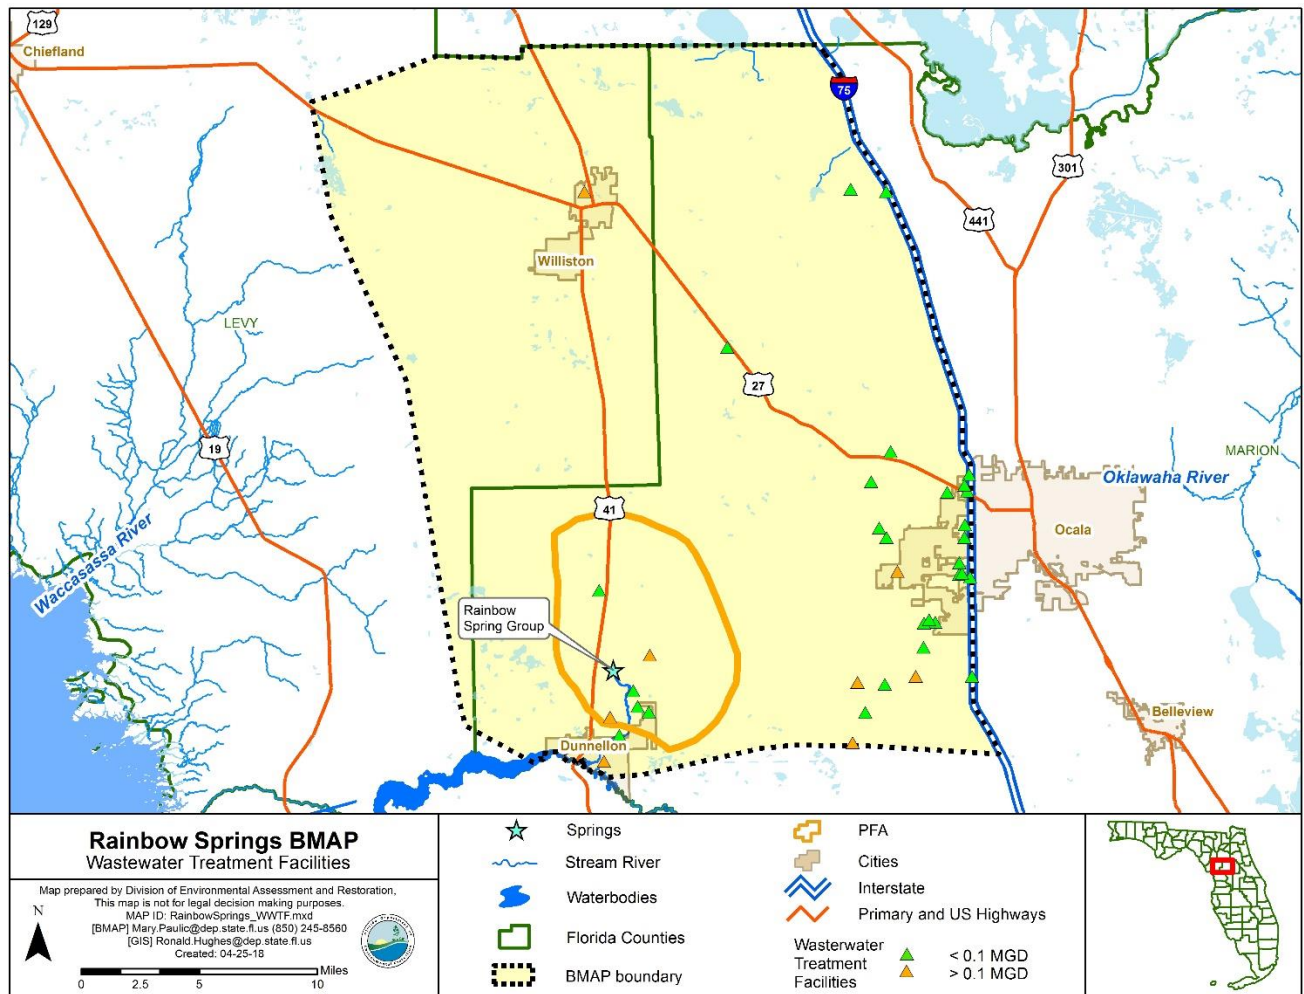 129
Chiefland
75
301
441
Williston
LEVY
27
19
MARION
Oklawaha River
41
Ocala
Waccasassa River
Rainbow
Spring Group
Belleview
Dunnellon
Rainbow Springs BMAP
Wastewater Treatment Facilities
Map prepared by Division of Environmental Assessment and Restoration,
This map is not for legal decision making purposes.
MAP ID: RainbowSprings_WWTF.mxd
[BMAP] Mary.Paulic@dep.state.fl.us (850) 245-8560
[GIS] Ronald.Hughes@dep.state.fl.us
Created: 04-25-18
N
Miles
0 2.5 5 10
Springs
Stream River
Waterbodies
Florida Counties
BMAP boundary
PFA
Cities
Interstate
Primary and US Highways
Wasterwater
Treatment
Facilities
< 0.1 MGD
> 0.1 MGD